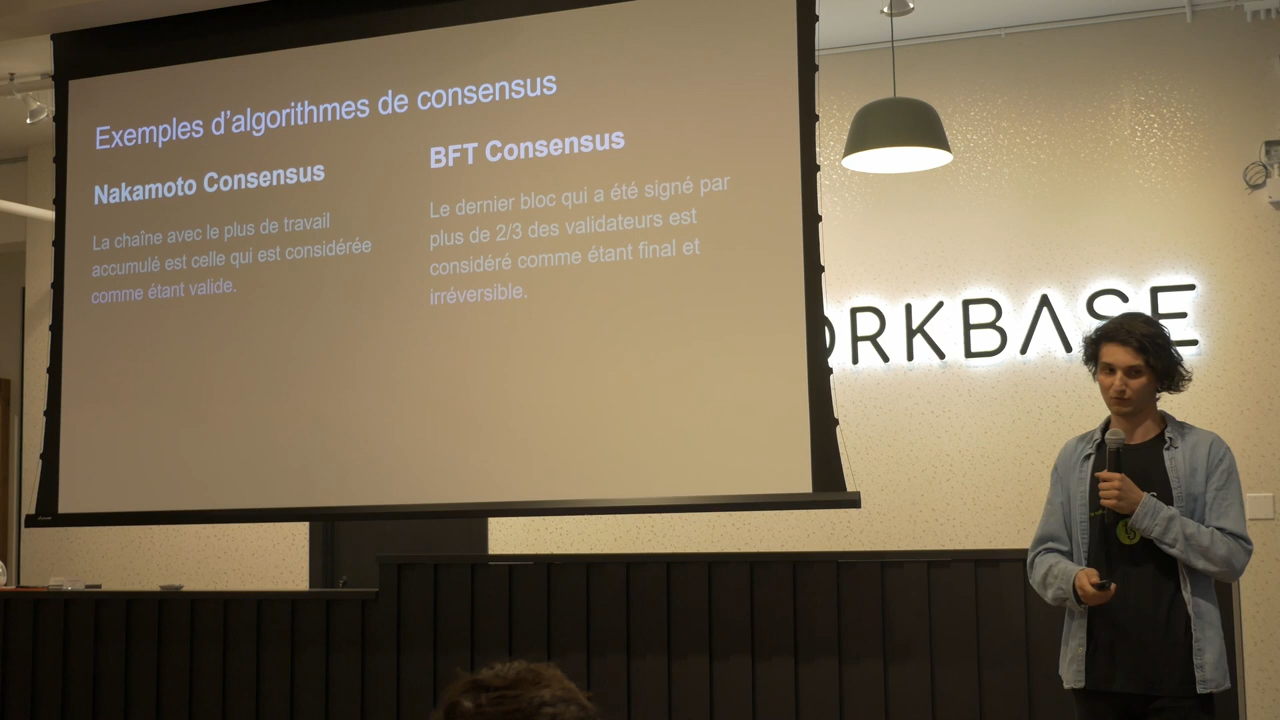 Exemples d'algorithmes de consensus
Nakamoto Consensus
La chaîne avec le plus de travail
accumulé est celle qui est considérée
comme étant valide.
BFT Consensus
Le dernier bloc qui a été signé par
plus de 2/3 des validateurs est
considéré comme étant final et
irréversible.
ORKBASE